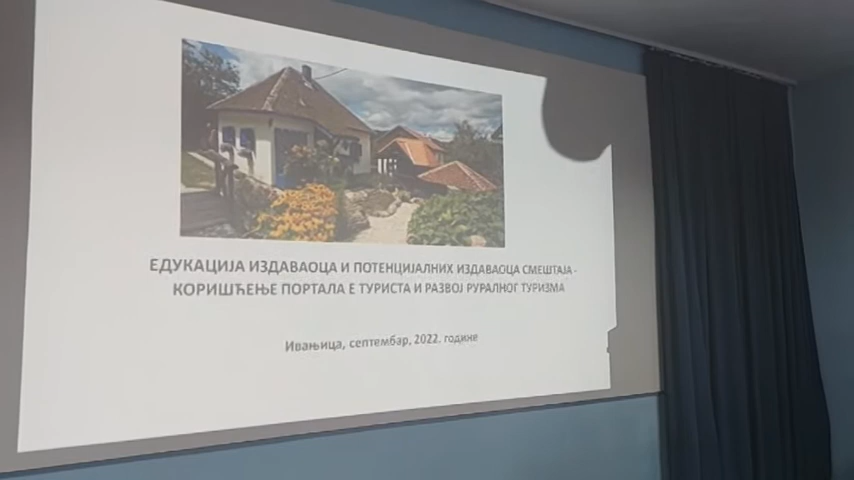 ЕДУКАЦИЈА ИЗДАВАОЦА И ПОТЕНЦИЈАЛНИХ ИЗДАВАОЦА СМЕШТАЈА -
КОРИШЋЕЊЕ ПОРТАЛА Е ТУРИСТА И РАЗВОЈ РУРАЛНОГ ТУРИЗМА
Ивањица, септембар, 2022. године